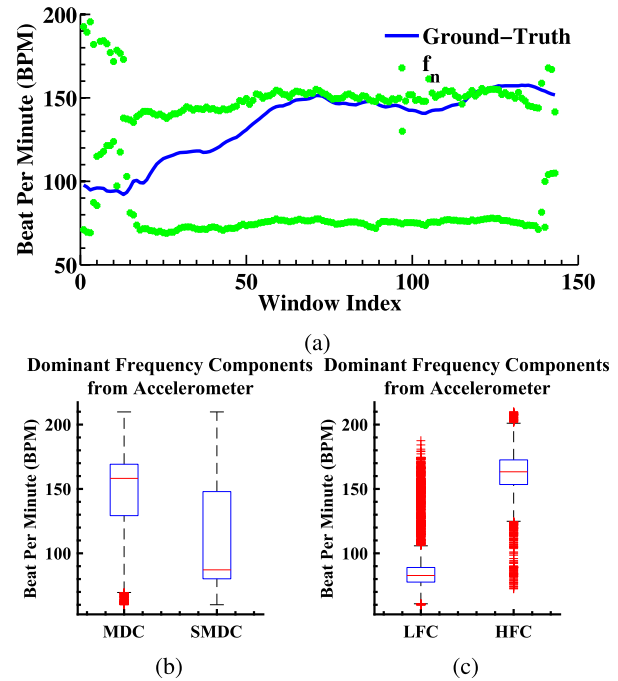 200
150
100
50
Beat Per Minute (BPM)
Ground−Truth
fn
0
50
100
150
Window Index
(a)
Dominant Frequency Components
from Accelerometer
Beat Per Minute (BPM)
200
150
100
MDC
SMDC
(b)
Dominant Frequency Components
from Accelerometer
Beat Per Minute (BPM)
200
150
100
LFC
HFC
(c)